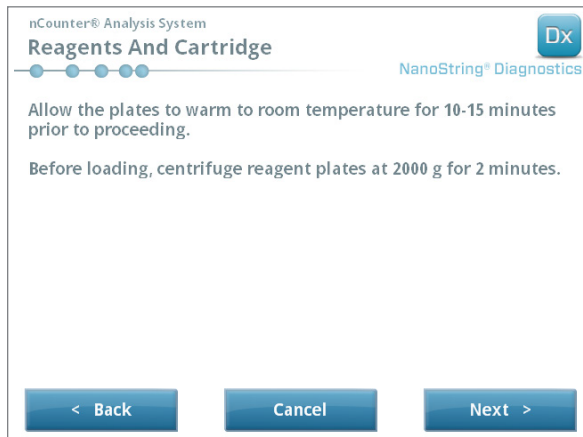 nCounter® Analysis System
Reagents And Cartridge
Dx
NanoString® Diagnostics
Allow the plates to warm to room temperature for 10-15 minutes
prior to proceeding.
Before loading, centrifuge reagent plates at 2000 g for 2 minutes.
< Back
Cancel
Next >